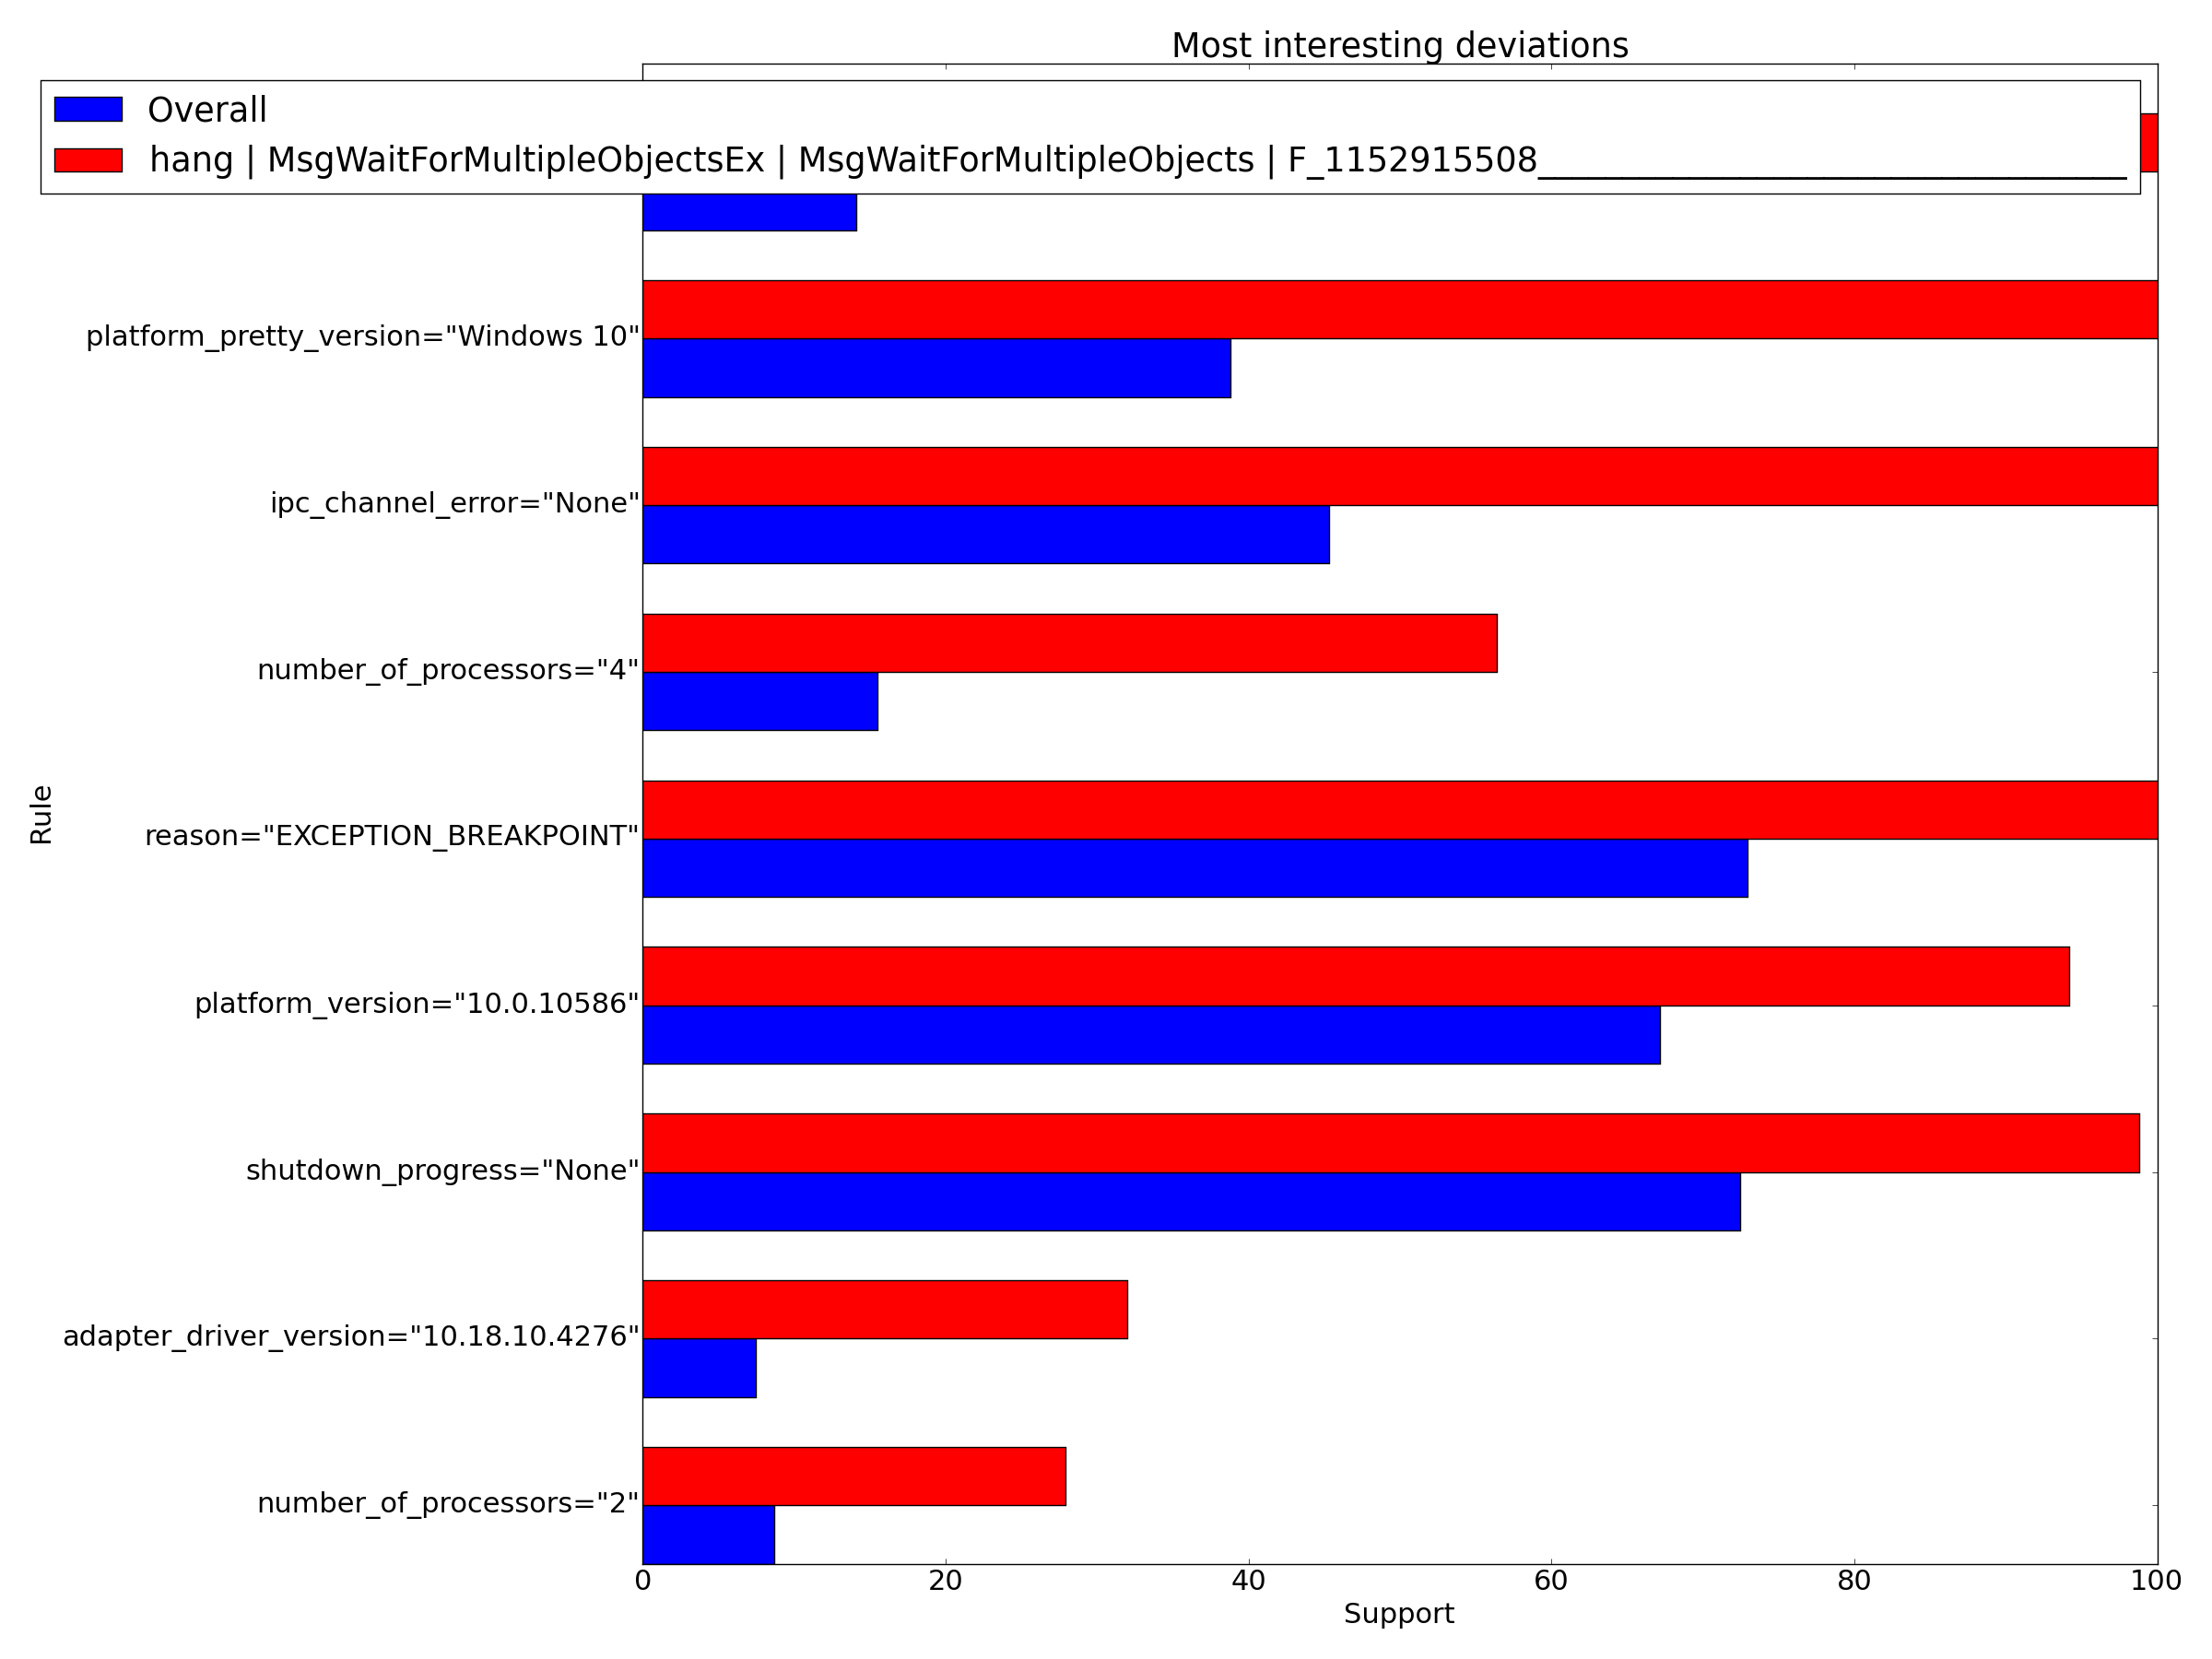 Most interesting deviations
Overall
hang | MsgWaitForMultipleObjectsEx | MsgWaitForMultipleObjects | F_1152915508___________________________________
platform_pretty_version="Windows 10"
ipc_channel_error="None"
number_of_processors="4"
reason="EXCEPTION_BREAKPOINT"
platform_version="10.0.10586"
shutdown_progress="None"
adapter_driver_version="10.18.10.4276"
number_of_processors="2"
Rule
0 20 40 60 80 100
Support